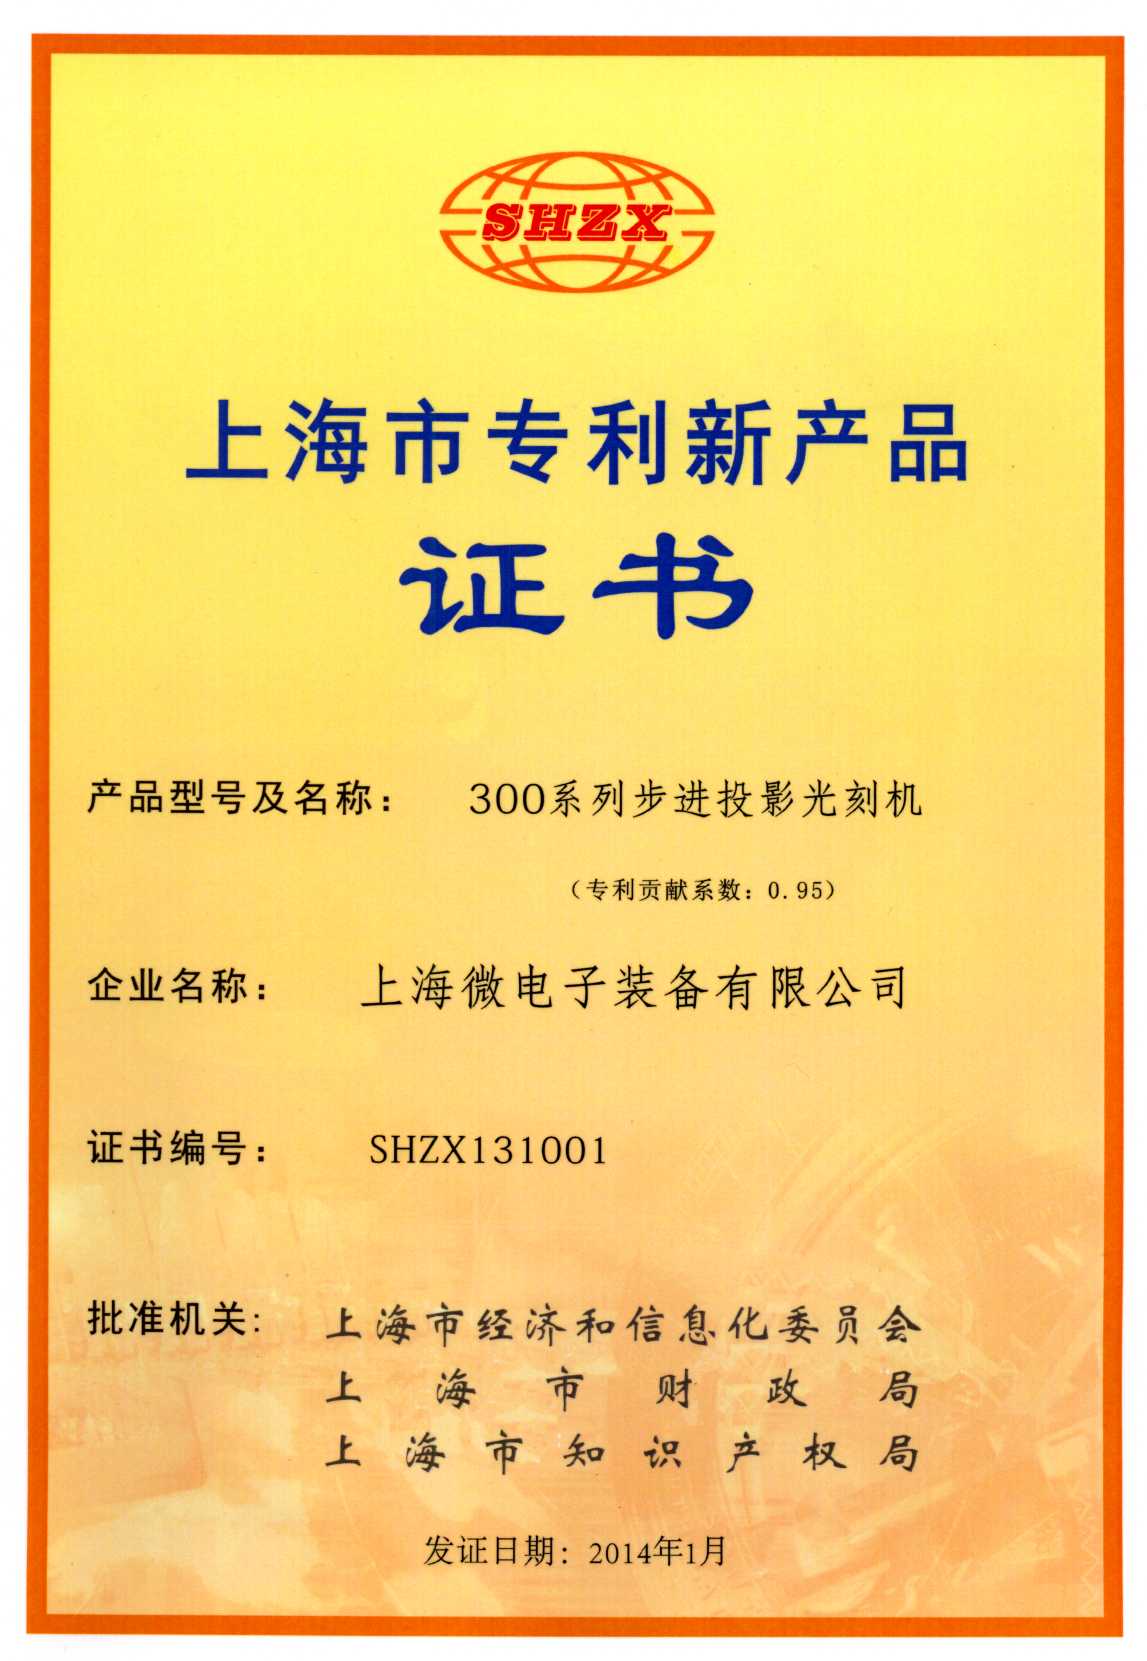 SHZX
上海市专利新产品
证书
产品型号及名称： 300系列步进投影光刻机
（专利贡献系数：0.95）
企业名称： 上海微电子装备有限公司
证书编号： SHZX131001
批准机关: 上海市经济和信息化委员会
上海市财政局
上海市知识产权局
发证日期：2014年1月